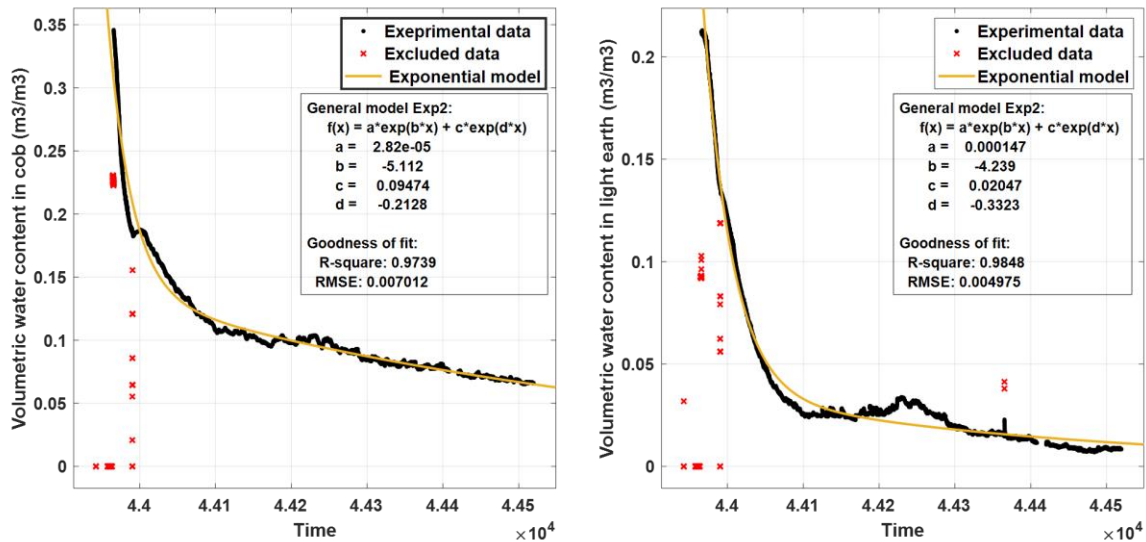 Volumetric water content in cob (m3/m3)
0.35
0.3
0.25
0.2
0.15
0.1
0.05
0
Exeprimental data
Excluded data
Exponential model
General model Exp2:
f(x) = a*exp(b*x) + c*exp(d*x)
a = 2.82e-05
b = -5.112
c = 0.09474
d = -0.2128
Goodness of fit:
R-square: 0.9739
RMSE: 0.007012
4.4 4.41 4.42 4.43 4.44 4.45
Time
×10^4
Volumetric water content in light earth (m3/m3)
0.2
0.15
0.1
0.05
0
Experimental data
Excluded data
Exponential model
General model Exp2:
f(x) = a*exp(b*x) + c*exp(d*x)
a = 0.000147
b = -4.239
c = 0.02047
d = -0.3323
Goodness of fit:
R-square: 0.9848
RMSE: 0.004975
4.4 4.41 4.42 4.43 4.44 4.45
Time
×10^4